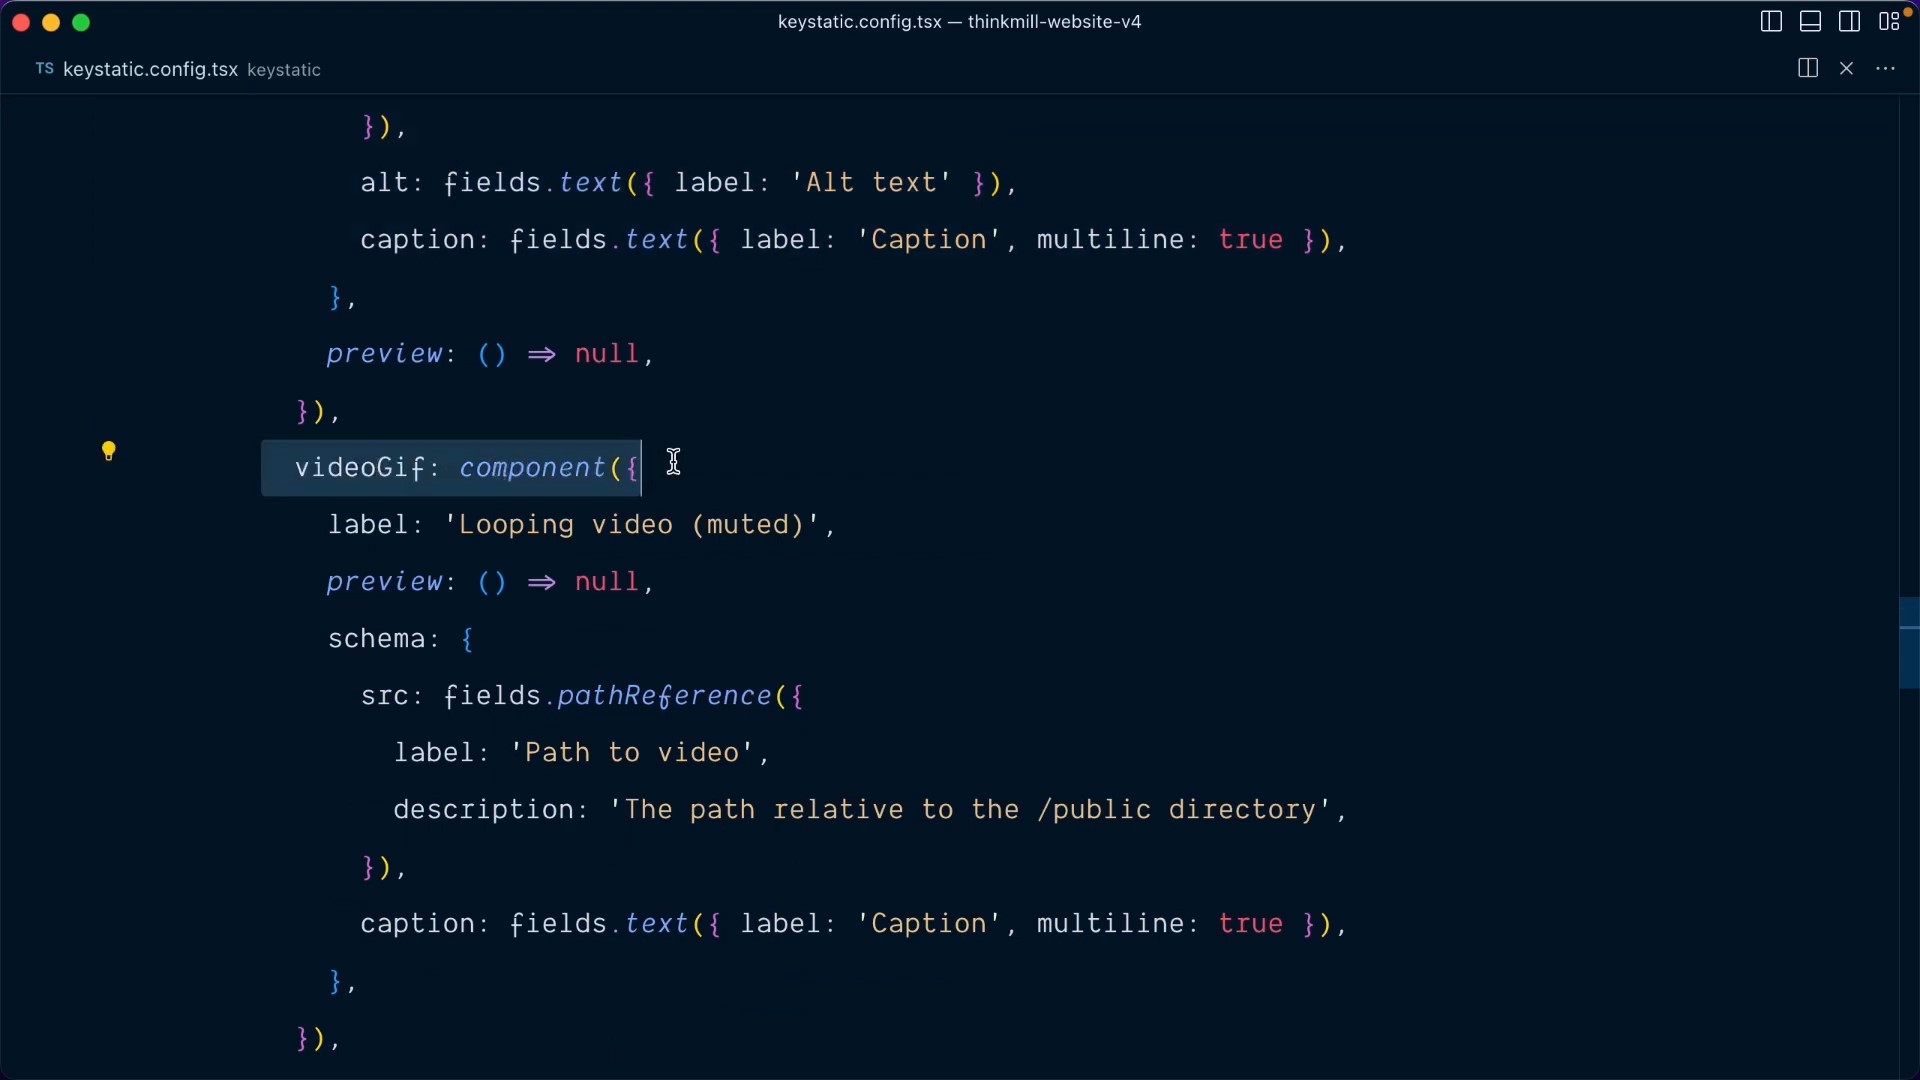 keystatic.config.tsx — thinkmill-website-v4
TS keystatic.config.tsx keystatic
}),
alt: fields.text({ label: 'Alt text' }),
caption: fields.text({ label: 'Caption', multiline: true }),
},
preview: () => null,
}),
videoGif: component({
label: 'Looping video (muted)',
preview: () => null,
schema: {
src: fields.pathReference({
label: 'Path to video',
description: 'The path relative to the /public directory',
}),
caption: fields.text({ label: 'Caption', multiline: true }),
},
}),